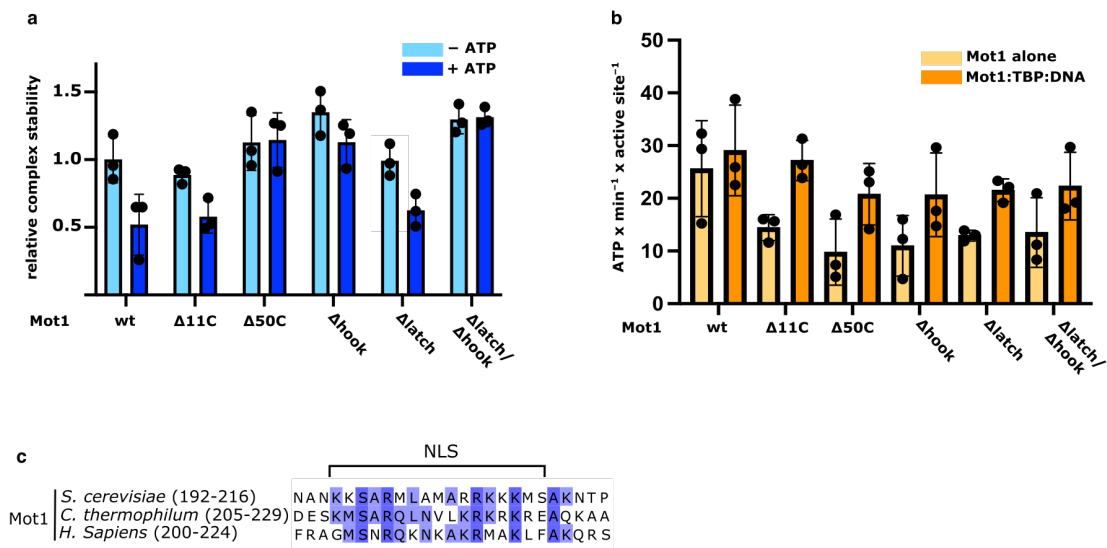 a
− ATP
+ ATP
relative complex stability
1.5
1.0
0.5
Mot1 wt Δ11C Δ50C Δhook Δlatch Δlatch/Δhook
b
Mot1 alone
Mot1:TBP:DNA
ATP x min⁻¹ x active site⁻¹
50
40
30
20
10
0
Mot1 wt Δ11C Δ50C Δhook Δlatch Δlatch/Δhook
c
NLS
Mot1
S. cerevisiae (192-216) NANKKSARMLAMARRKKKMSAKNTP
C. thermophilum (205-229) DESKMSARQLNVLKRKRKREAQKAA
H. Sapiens (200-224) FRAGMSNRQKNKAKRMAKLFAKQRS